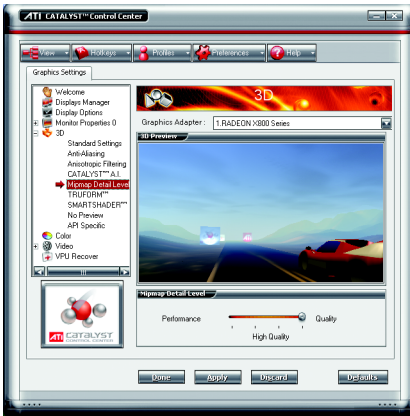 ATI CATALYST™ Control Center
View Hotkeys Profiles Preferences Help
Graphics Settings
Welcome
Displays Manager
Display Options
Monitor Properties 0
3D
Standard Settings
Anti-Aliasing
Anisotropic Filtering
CATALYST™ A.I.
Mipmap Detail Level
TRUFORM™
SMARTSHADER™
No Preview
API Specific
Color
Video
VPU Recover
ATI CATALYST
CONTROL CENTER
3D
Graphics Adapter : 1.RADEON X800 Series
3D Preview
Mipmap Detail Level
Performance Quality
High Quality
Done Apply Discard Defaults